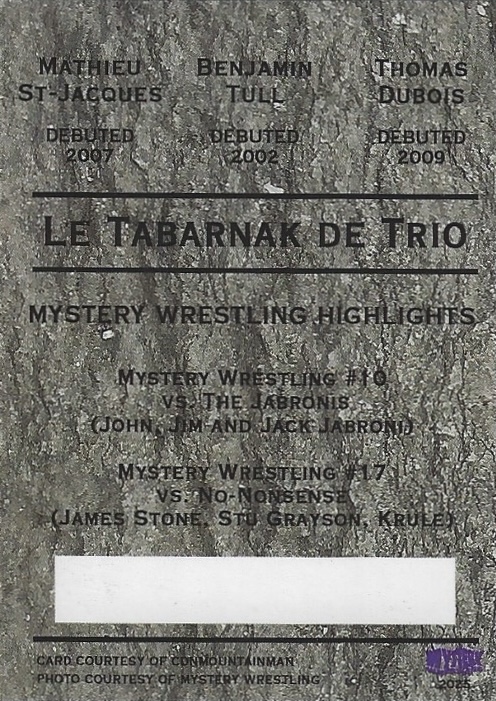 MATHIEU ST-JACQUES
DEBUTED 2007
BENJAMIN TULL
DEBUTED 2002
THOMAS DUBOIS
DEBUTED 2009
LE TABARNAK DE TRIO
MYSTERY WRESTLING HIGHLIGHTS
MYSTERY WRESTLING #10
VS. THE JABRONIS
(JOHN, JIM AND JACK JABRONI)
MYSTERY WRESTLING #17
VS. NO-NONSENSE
(JAMES STONE, STU GRAYSON, KRULE)
CARD COURTESY OF CONMOUNTAINMAN
PHOTO COURTESY OF MYSTERY WRESTLING
MYSTERY